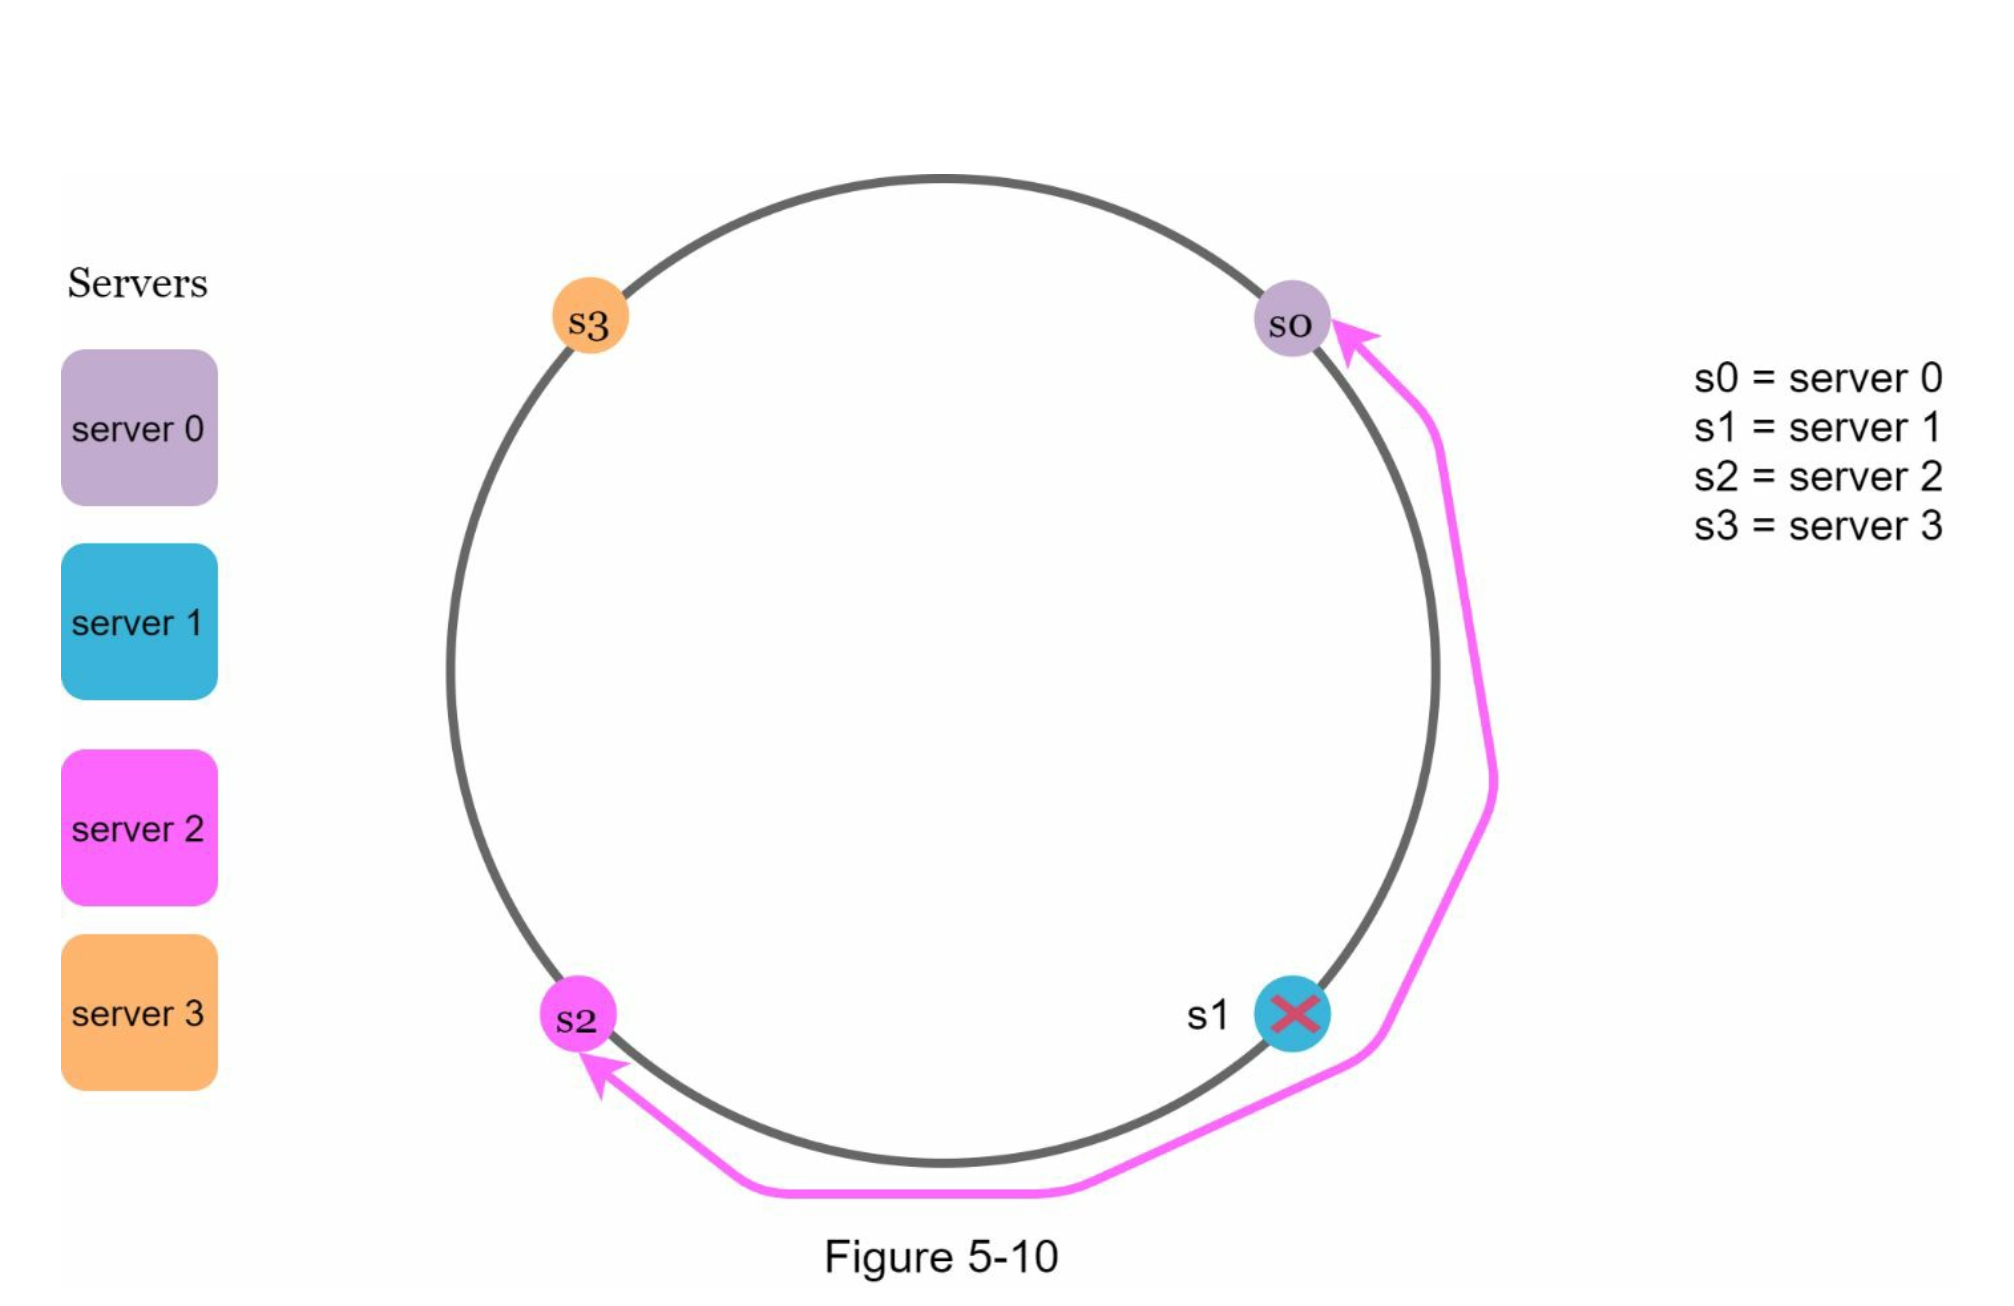 Servers
server 0
server 1
server 2
server 3
s3
s0
s2
s1
s0 = server 0
s1 = server 1
s2 = server 2
s3 = server 3
Figure 5-10